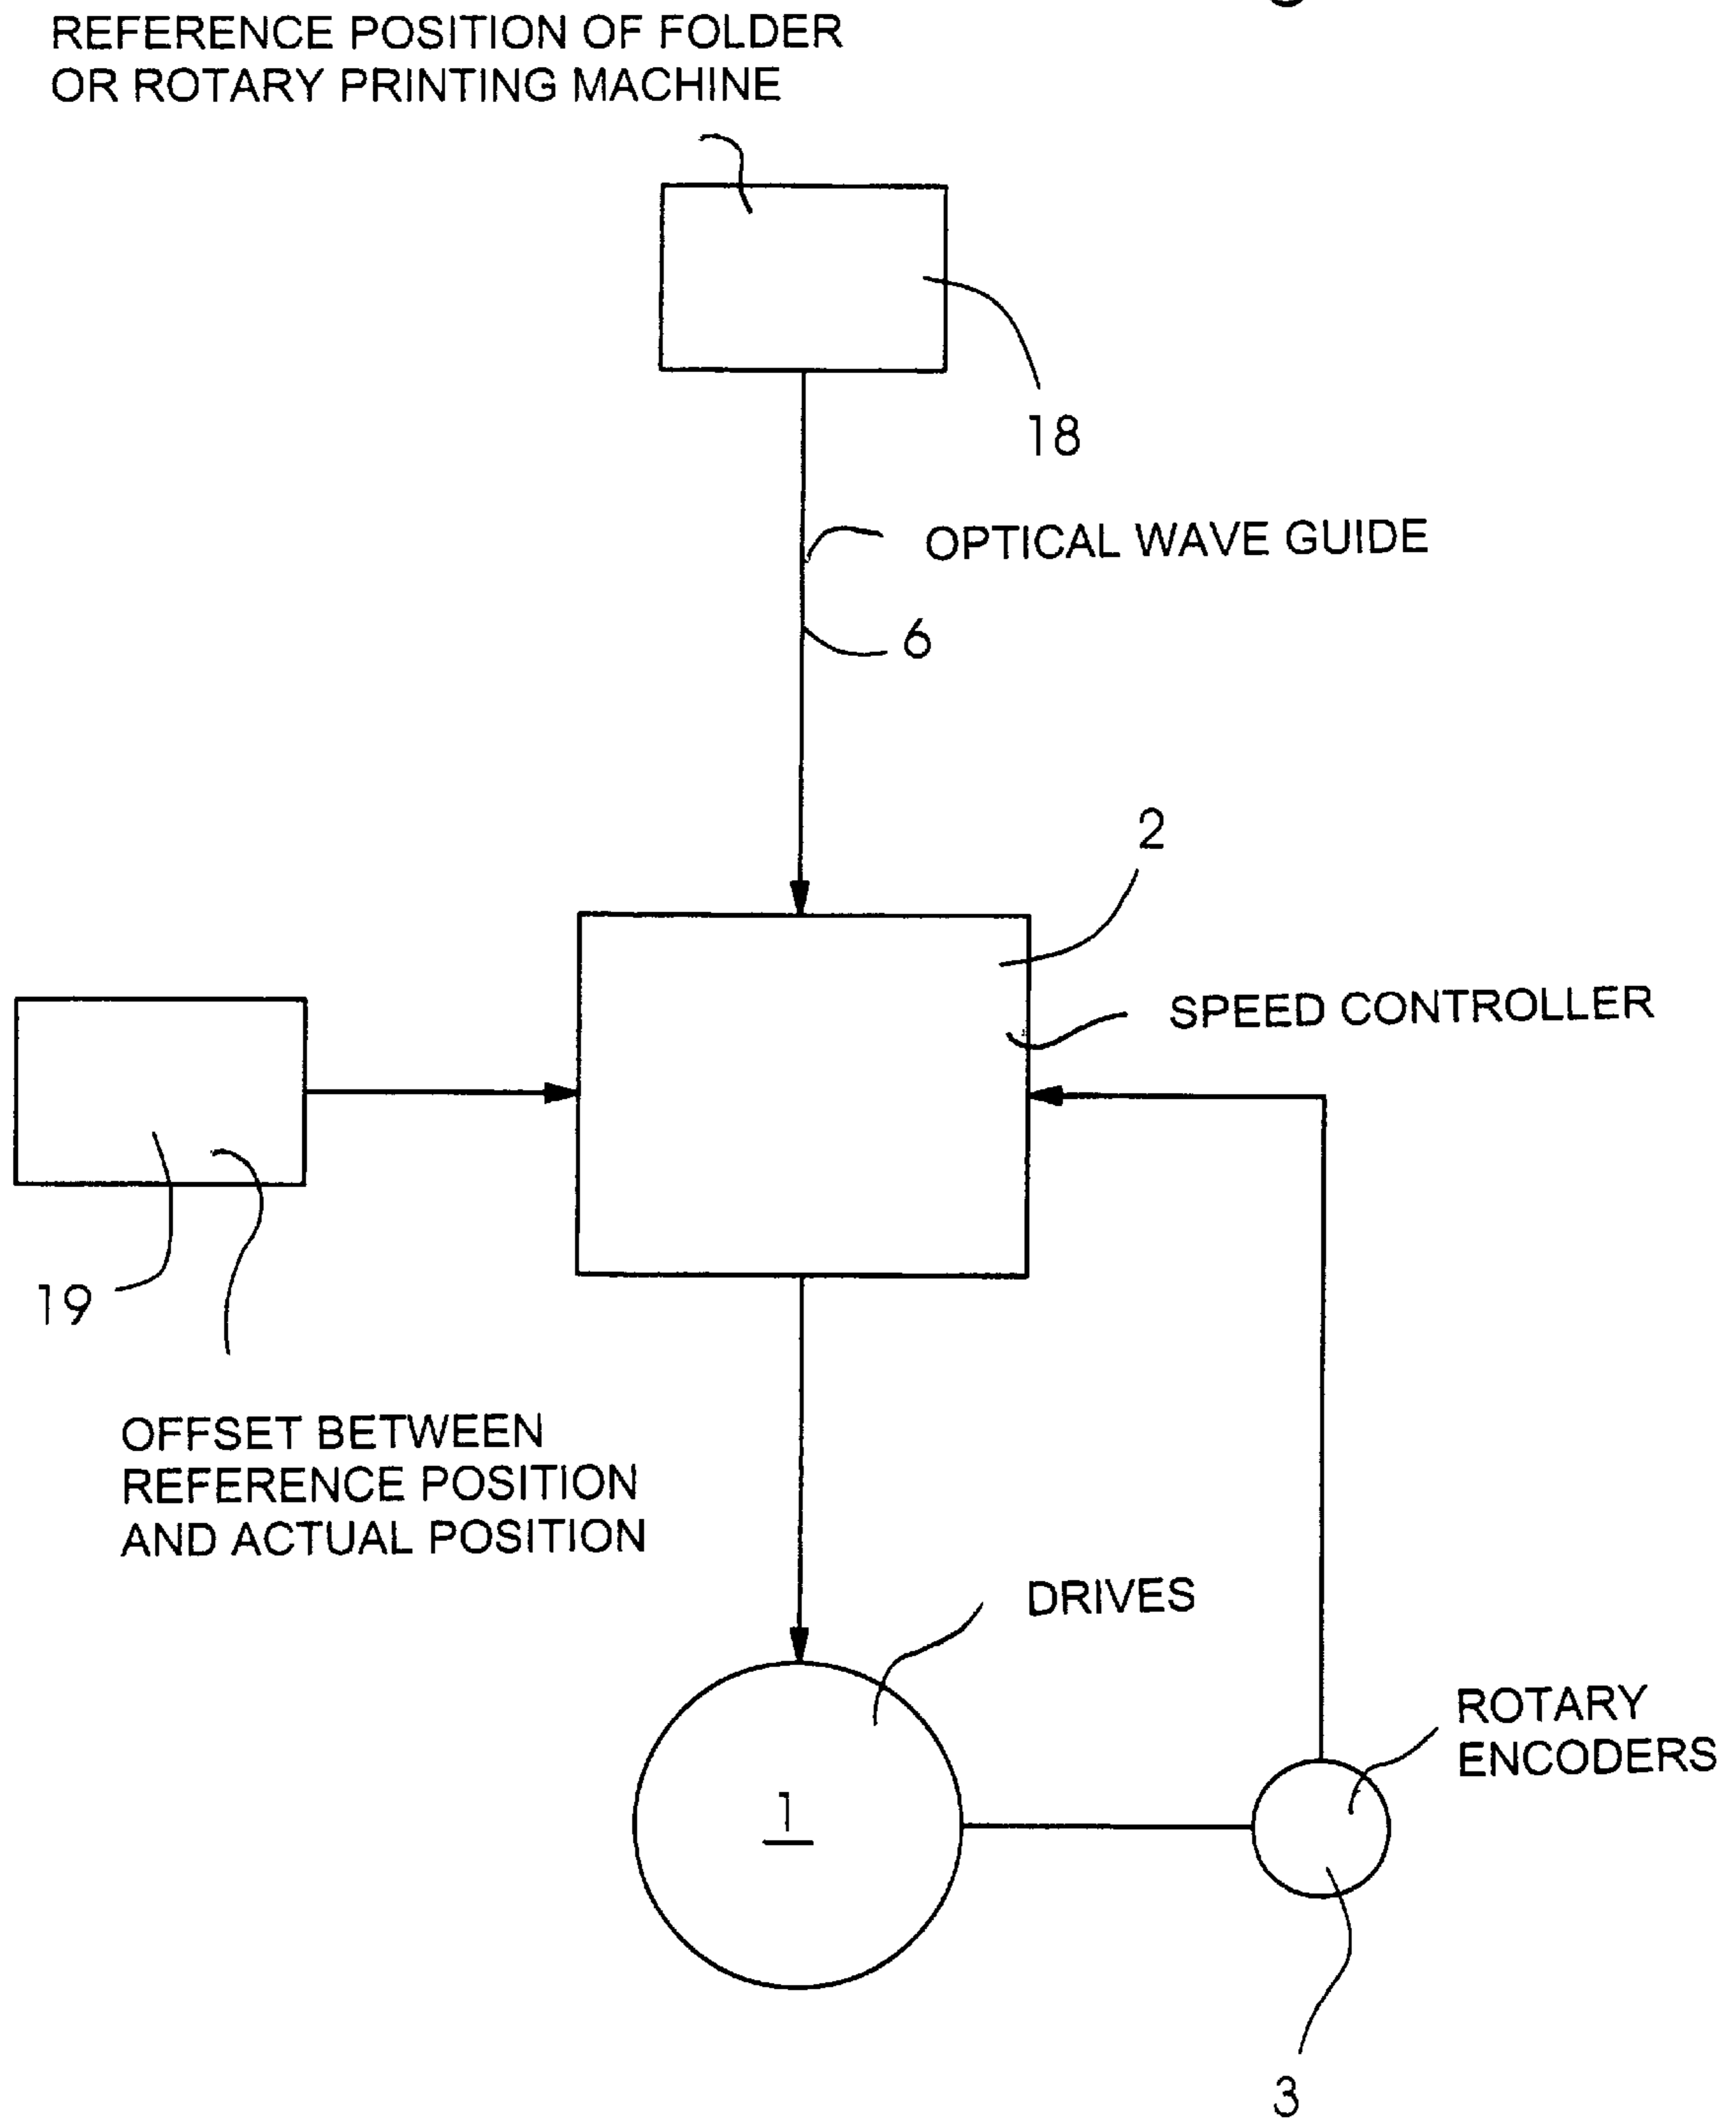 REFERENCE POSITION OF FOLDER
OR ROTARY PRINTING MACHINE
18
OPTICAL WAVE GUIDE
6
2
SPEED CONTROLLER
19
OFFSET BETWEEN
REFERENCE POSITION
AND ACTUAL POSITION
DRIVES
ROTARY
ENCODERS
1
3